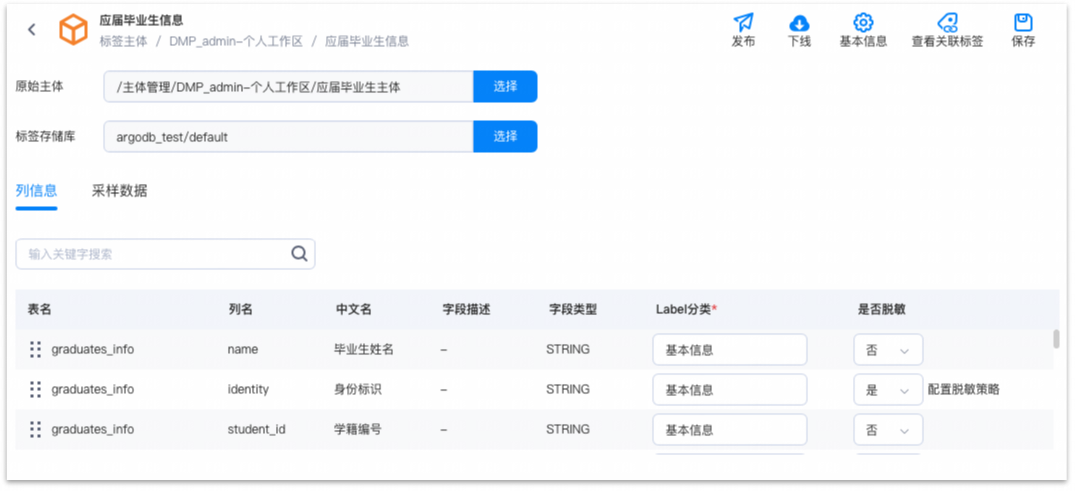 应届毕业生信息
标签主体 / DMP_admin-个人工作区 / 应届毕业生信息
发布 下线 基本信息 查看关联标签 保存
原始主体 /主体管理/DMP_admin-个人工作区/应届毕业生主体 选择
标签存储库 argodb_test/default 选择
列信息 采样数据
输入关键字搜索
表名 列名 中文名 字段描述 字段类型 Label分类* 是否脱敏
graduates_info name 毕业生姓名 – STRING 基本信息 否
graduates_info identity 身份标识 – STRING 基本信息 是 配置脱敏策略
graduates_info student_id 学籍编号 – STRING 基本信息 否